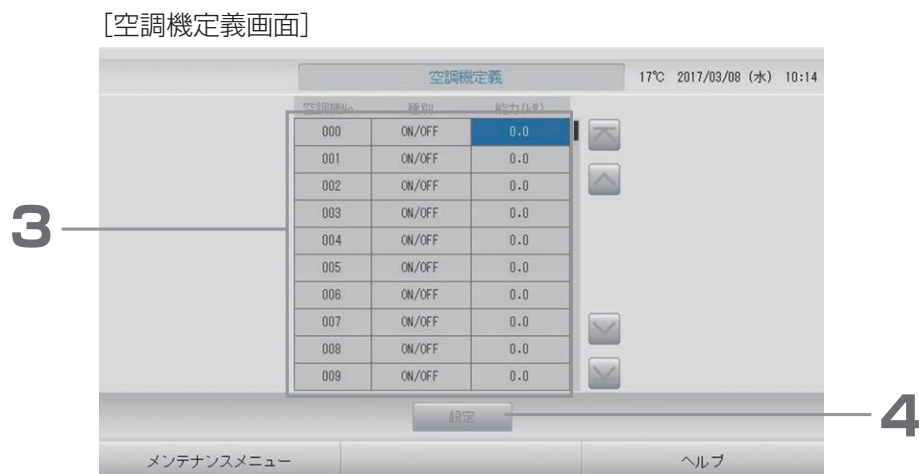 [空調機定義画面]
空調機定義 17℃ 2017/03/08 (水) 10:14
空調機No 種別 能力(kW)
000 ON/OFF 0.0
001 ON/OFF 0.0
002 ON/OFF 0.0
003 ON/OFF 0.0
004 ON/OFF 0.0
005 ON/OFF 0.0
006 ON/OFF 0.0
007 ON/OFF 0.0
008 ON/OFF 0.0
009 ON/OFF 0.0
3
設定
4
メンテナンスメニュー ヘルプ